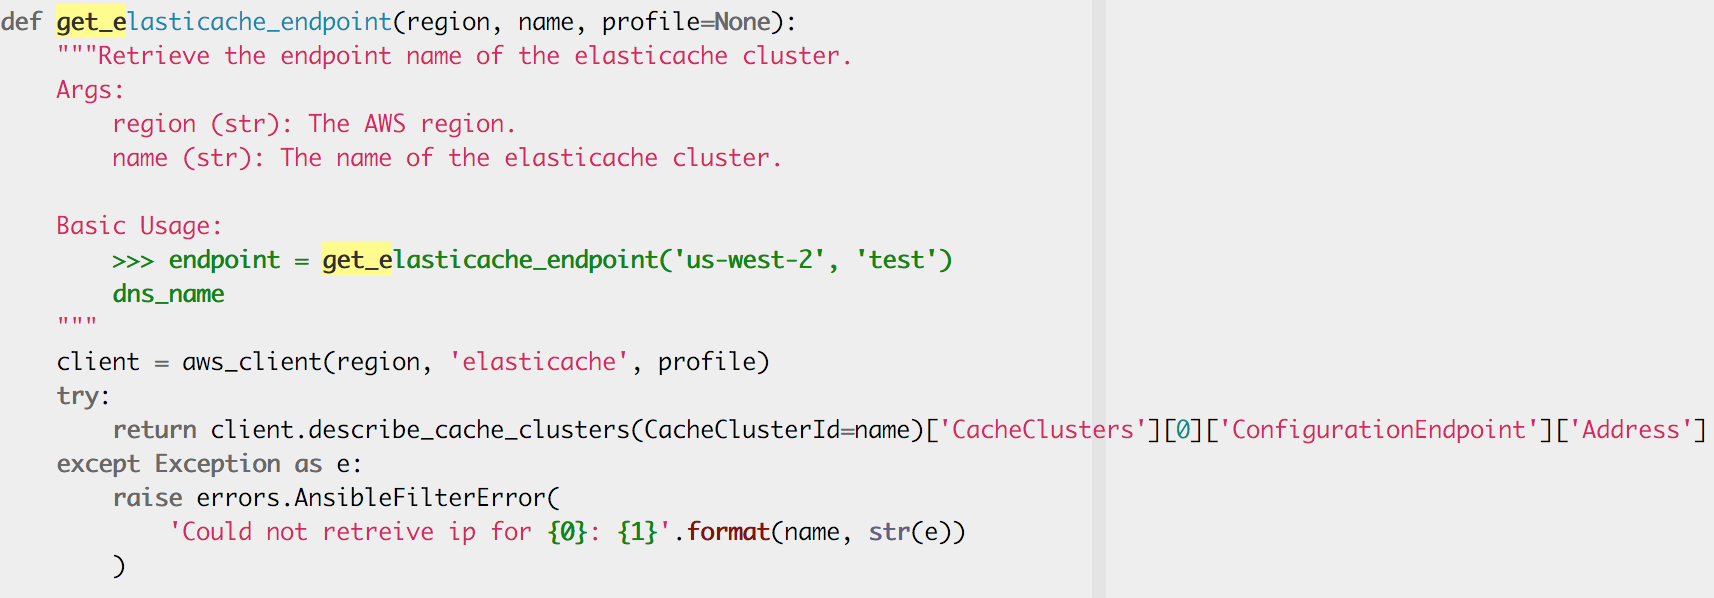 def get_elasticache_endpoint(region, name, profile=None):
    """Retrieve the endpoint name of the elasticache cluster.
    Args:
        region (str): The AWS region.
        name (str): The name of the elasticache cluster.

    Basic Usage:
        >>> endpoint = get_elasticache_endpoint('us-west-2', 'test')
        dns_name
    """
    client = aws_client(region, 'elasticache', profile)
    try:
        return client.describe_cache_clusters(CacheClusterId=name)['CacheClusters'][0]['ConfigurationEndpoint']['Address']
    except Exception as e:
        raise errors.AnsibleFilterError(
            'Could not retreive ip for {0}: {1}'.format(name, str(e))
        )